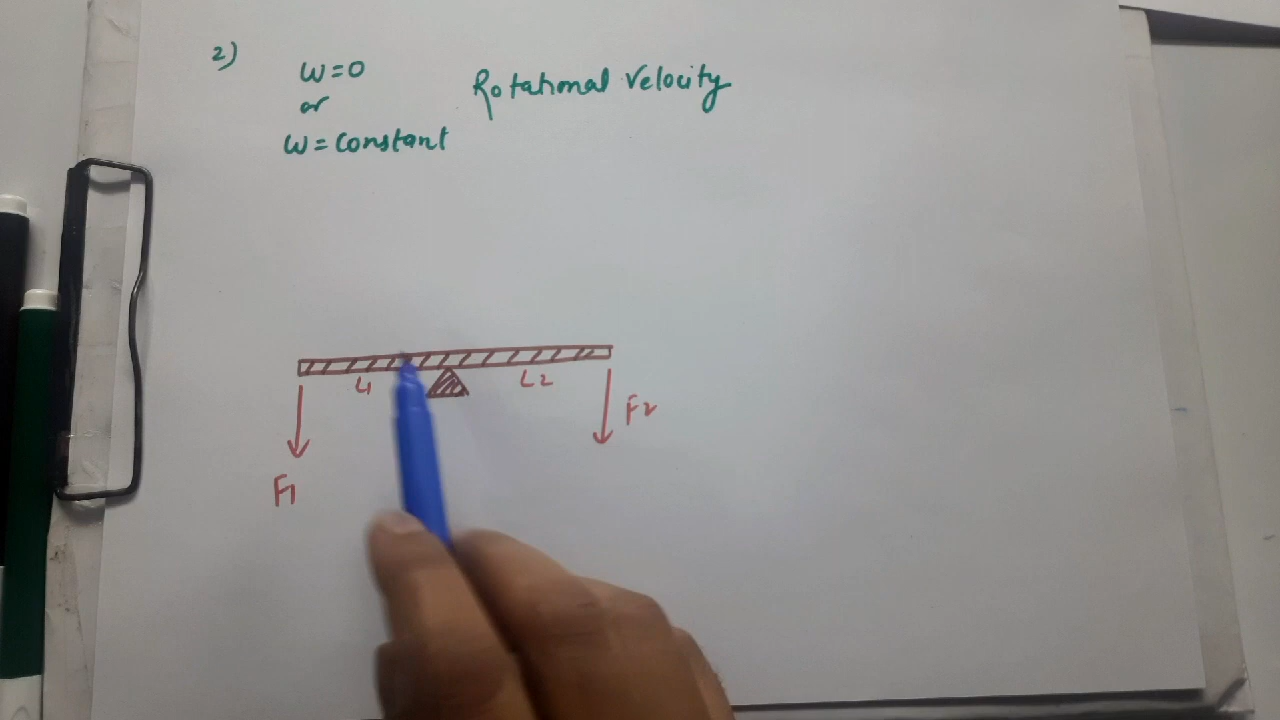 2)
ω=0
Rotational Velocity
or
ω=constant
L1
L2
F2
F1